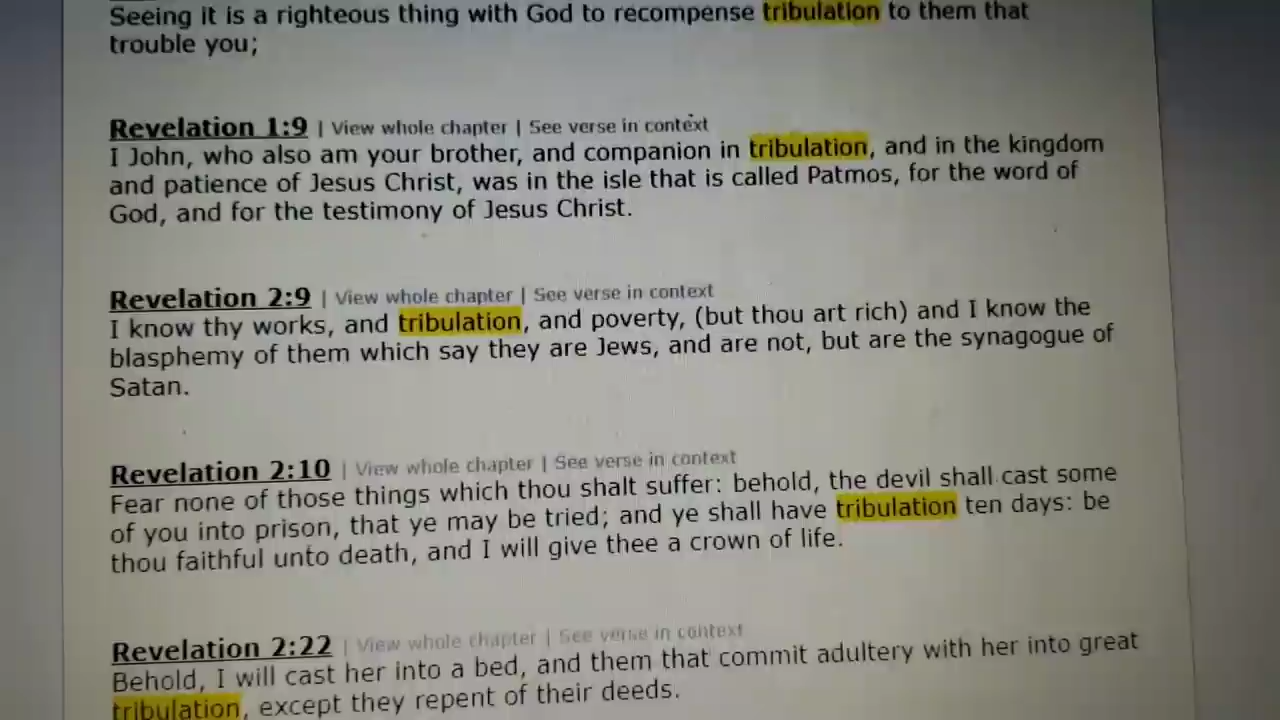 Seeing it is a righteous thing with God to recompense tribulation to them that
trouble you;
Revelation 1:9 | View whole chapter | See verse in context
I John, who also am your brother, and companion in tribulation, and in the kingdom
and patience of Jesus Christ, was in the isle that is called Patmos, for the word of
God, and for the testimony of Jesus Christ.
Revelation 2:9 | View whole chapter | See verse in context
I know thy works, and tribulation, and poverty, (but thou art rich) and I know the
blasphemy of them which say they are Jews, and are not, but are the synagogue of
Satan.
Revelation 2:10 | View whole chapter | See verse in context
Fear none of those things which thou shalt suffer: behold, the devil shall cast some
of you into prison, that ye may be tried; and ye shall have tribulation ten days: be
thou faithful unto death, and I will give thee a crown of life.
Revelation 2:22 | View whole chapter | See verse in context
Behold, I will cast her into a bed, and them that commit adultery with her into great
tribulation, except they repent of their deeds.